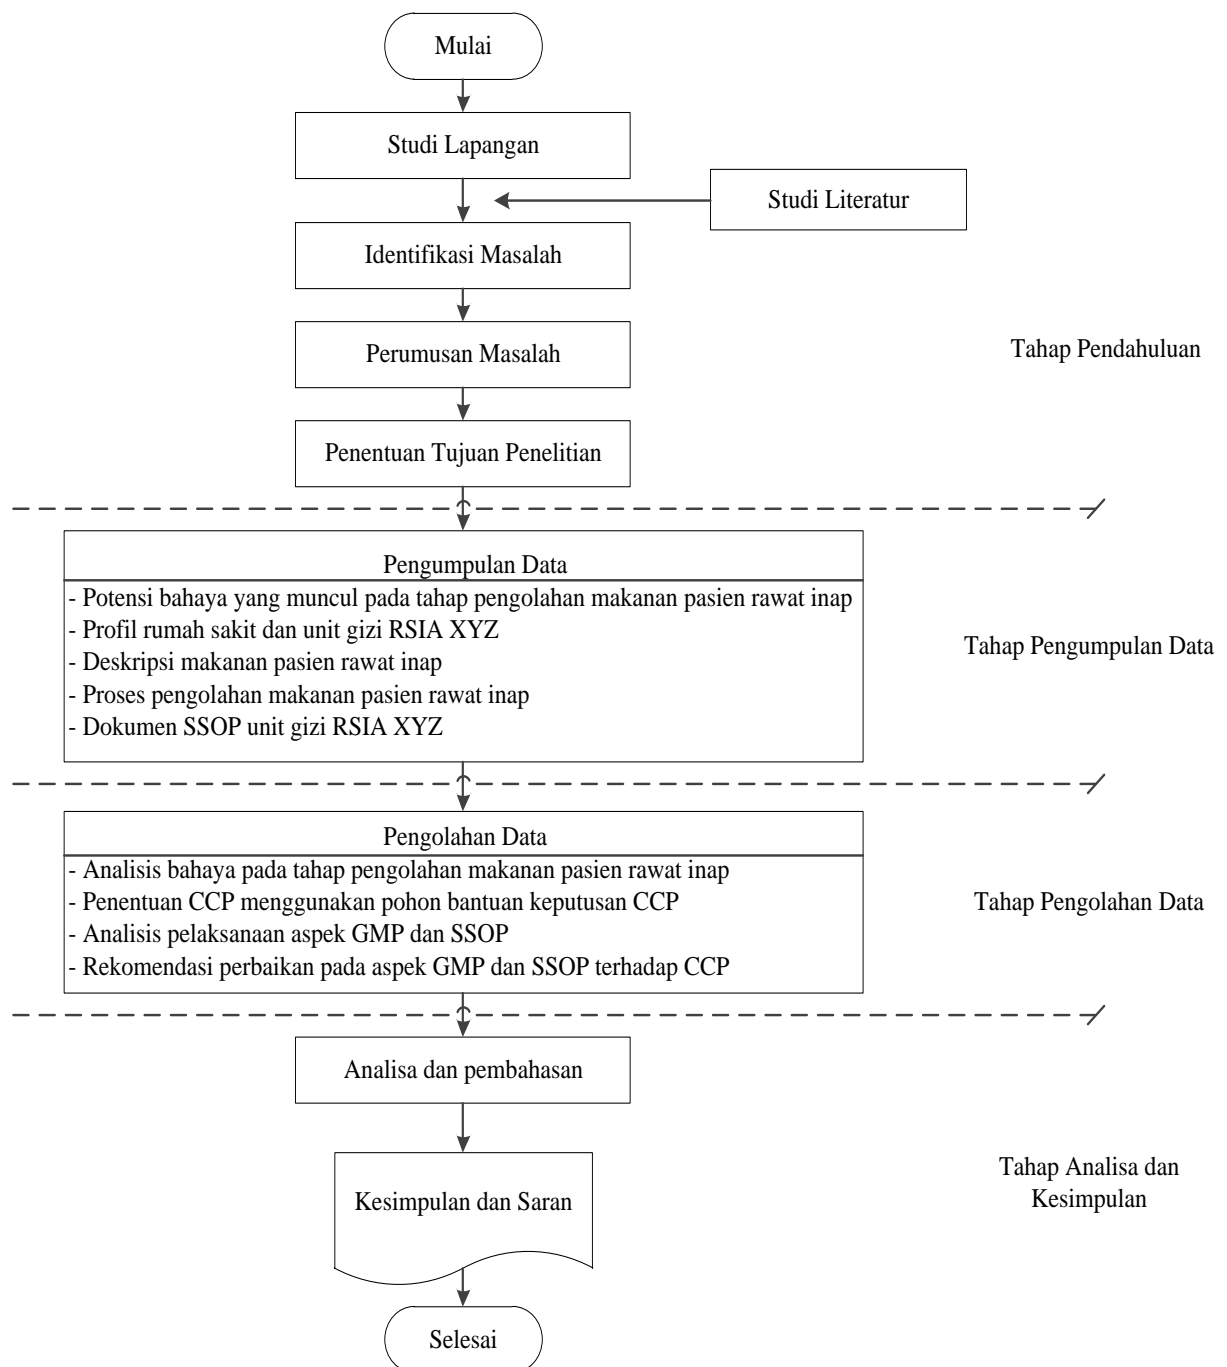 Mulai
Studi Lapangan
Studi Literatur
Identifikasi Masalah
Perumusan Masalah
Tahap Pendahuluan
Penentuan Tujuan Penelitian
Pengumpulan Data
- Potensi bahaya yang muncul pada tahap pengolahan makanan pasien rawat inap
- Profil rumah sakit dan unit gizi RSIA XYZ
- Deskripsi makanan pasien rawat inap
- Proses pengolahan makanan pasien rawat inap
- Dokumen SSOP unit gizi RSIA XYZ
Tahap Pengumpulan Data
Pengolahan Data
- Analisis bahaya pada tahap pengolahan makanan pasien rawat inap
- Penentuan CCP menggunakan pohon bantuan keputusan CCP
- Analisis pelaksanaan aspek GMP dan SSOP
- Rekomendasi perbaikan pada aspek GMP dan SSOP terhadap CCP
Tahap Pengolahan Data
Analisa dan pembahasan
Kesimpulan dan Saran
Tahap Analisa dan
Kesimpulan
Selesai